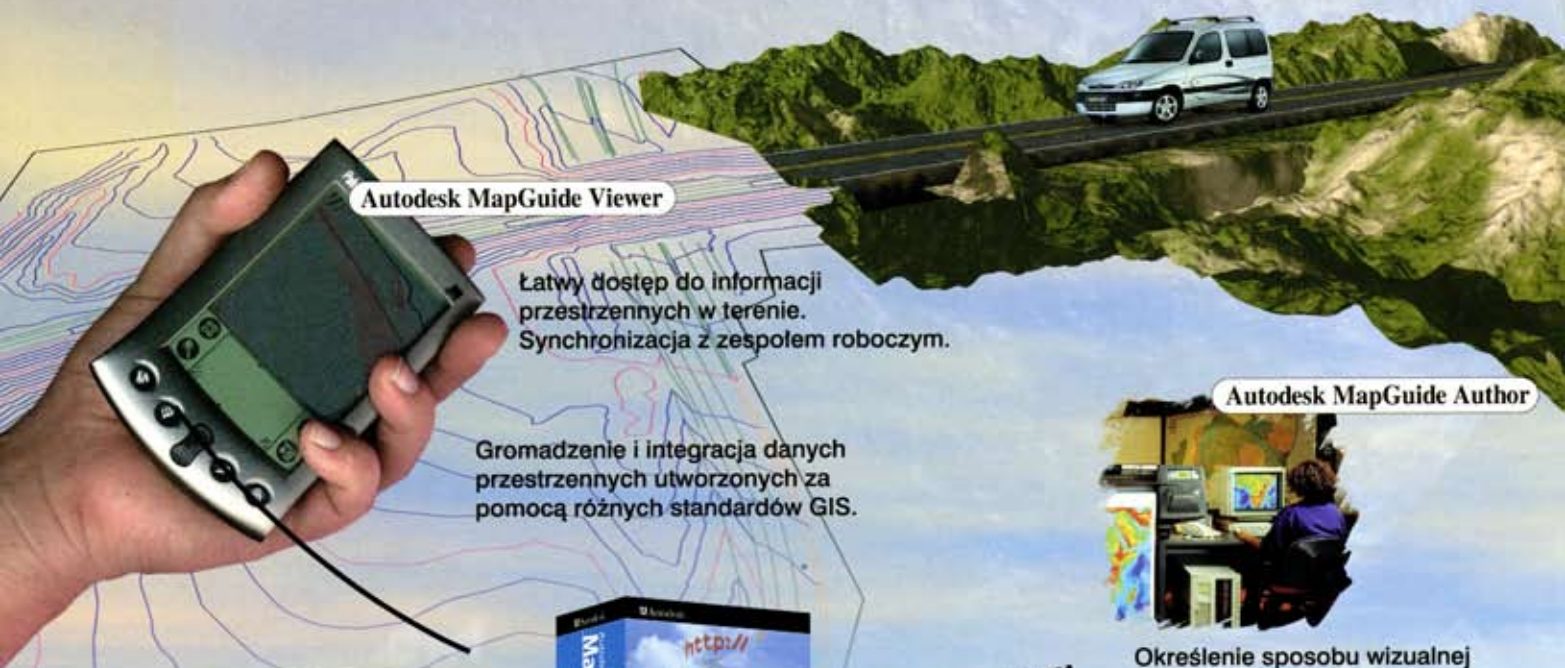 Autodesk MapGuide Viewer
Łatwy dostęp do informacji
przestrzennych w terenie.
Synchronizacja z zespołem roboczym.
Autodesk MapGuide Author
Gromadzenie i integracja danych
przestrzennych utworzonych za
pomocą różnych standardów GIS.
Autodesk
http://
Określenie sposobu wizualnej